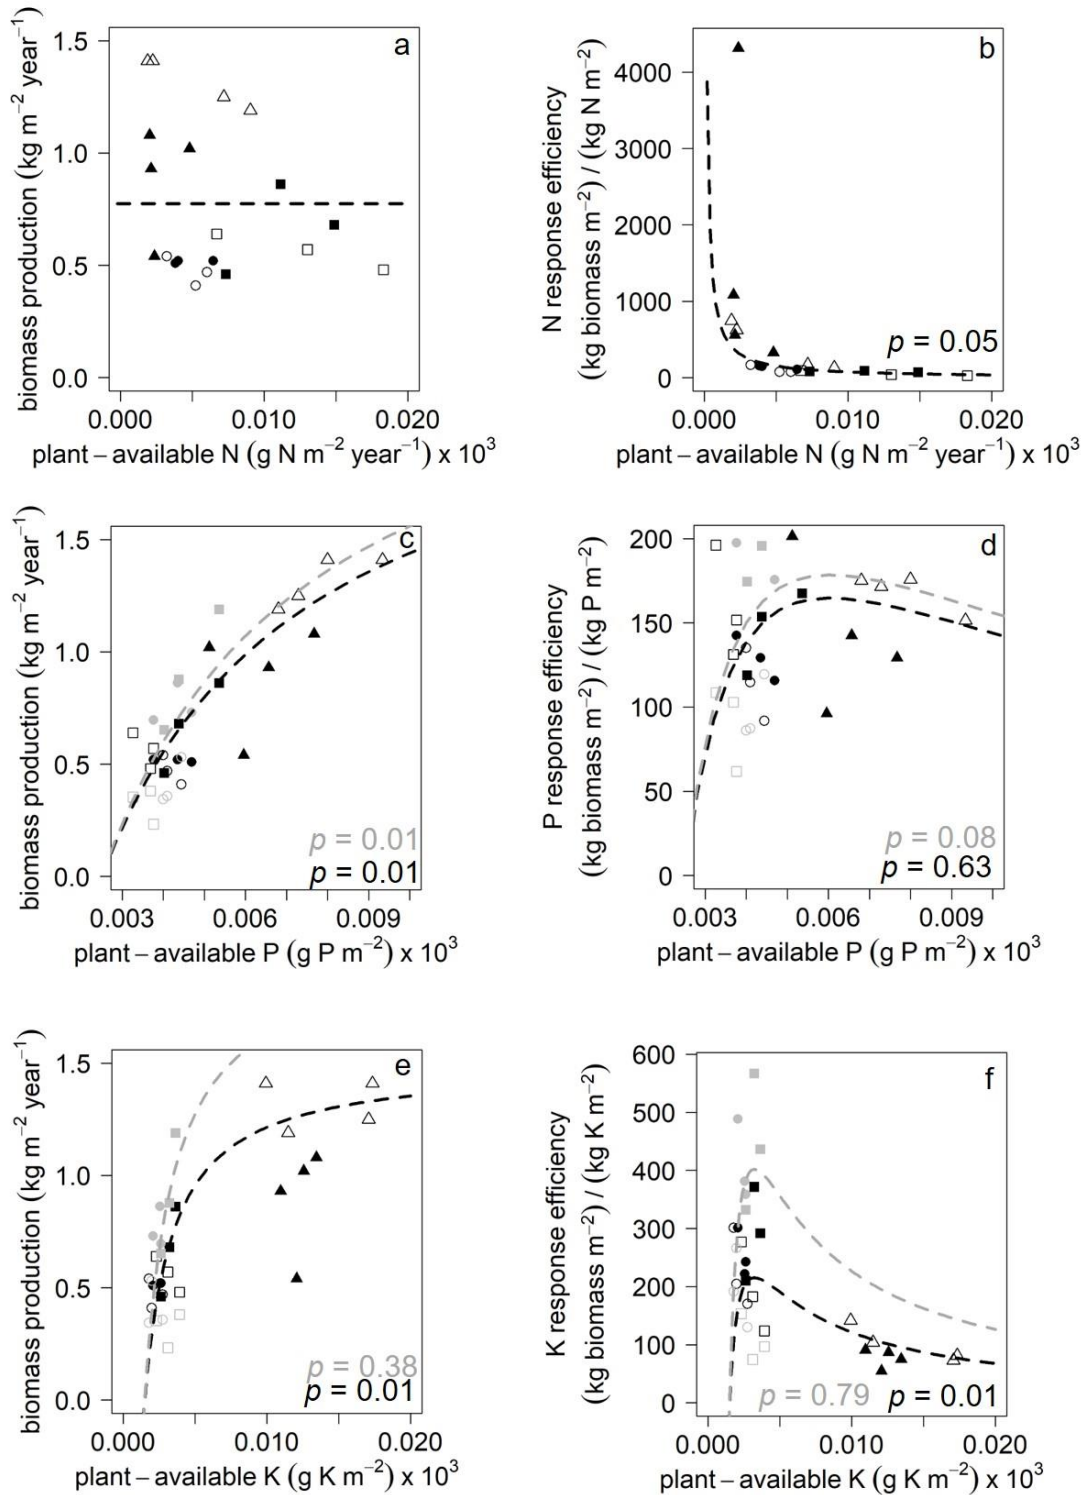 a
biomass production (kg m⁻² year⁻¹)
1.5
1.0
0.5
0.0
0.000 0.010 0.020
plant – available N (g N m⁻² year⁻¹) x 10³
b
N response efficiency
(kg biomass m⁻²) / (kg N m⁻²)
4000
3000
2000
1000
0
p = 0.05
0.000 0.010 0.020
plant – available N (g N m⁻² year⁻¹) x 10³
c
biomass production (kg m⁻² year⁻¹)
1.5
1.0
0.5
0.0
p = 0.01
p = 0.01
0.003 0.006 0.009
plant – available P (g P m⁻²) x 10³
d
P response efficiency
(kg biomass m⁻²) / (kg P m⁻²)
200
150
100
50
0
p = 0.08
p = 0.63
0.003 0.006 0.009
plant – available P (g P m⁻²) x 10³
e
biomass production (kg m⁻² year⁻¹)
1.5
1.0
0.5
0.0
p = 0.38
p = 0.01
0.000 0.010 0.020
plant – available K (g K m⁻²) x 10³
f
K response efficiency
(kg biomass m⁻²) / (kg K m⁻²)
600
500
400
300
200
100
0
p = 0.79 p = 0.01
0.000 0.010 0.020
plant – available K (g K m⁻²) x 10³